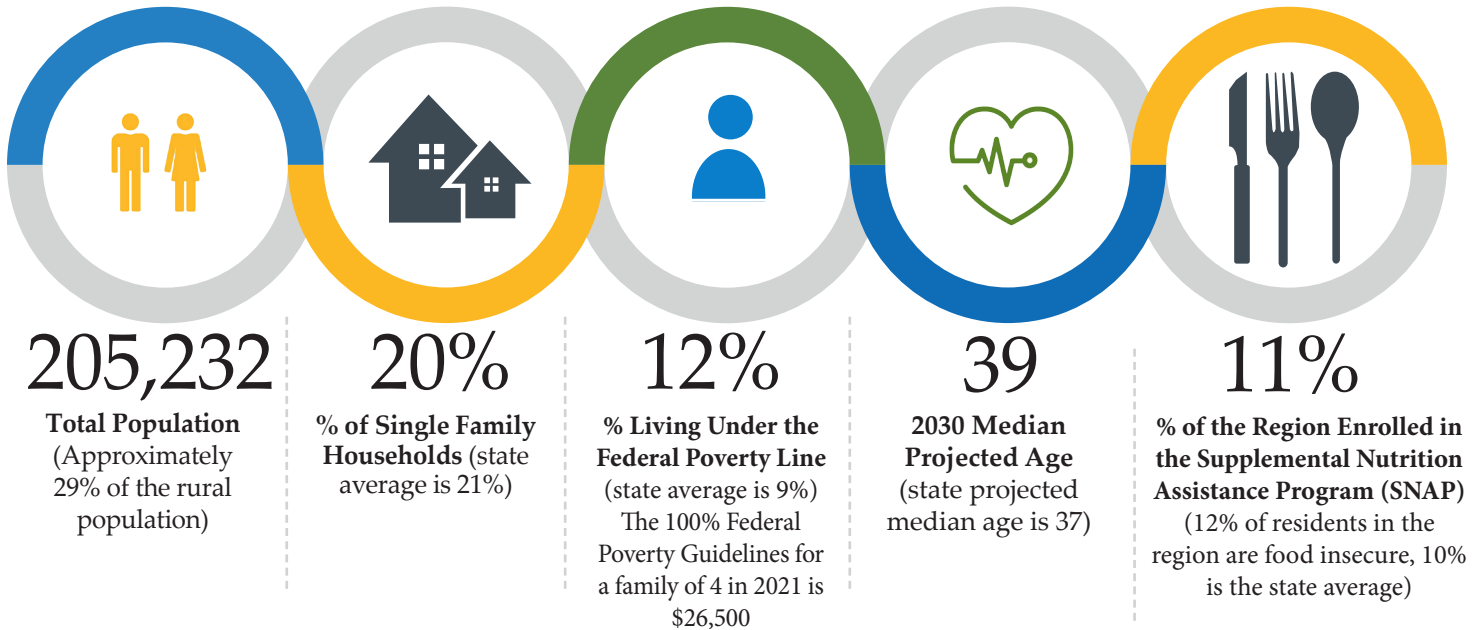 205,232
Total Population
(Approximately
29% of the rural
population)
20%
% of Single Family
Households (state
average is 21%)
12%
% Living Under the
Federal Poverty Line
(state average is 9%)
The 100% Federal
Poverty Guidelines for
a family of 4 in 2021 is
$26,500
39
2030 Median
Projected Age
(state projected
median age is 37)
11%
% of the Region Enrolled in
the Supplemental Nutrition
Assistance Program (SNAP)
(12% of residents in the
region are food insecure, 10%
is the state average)